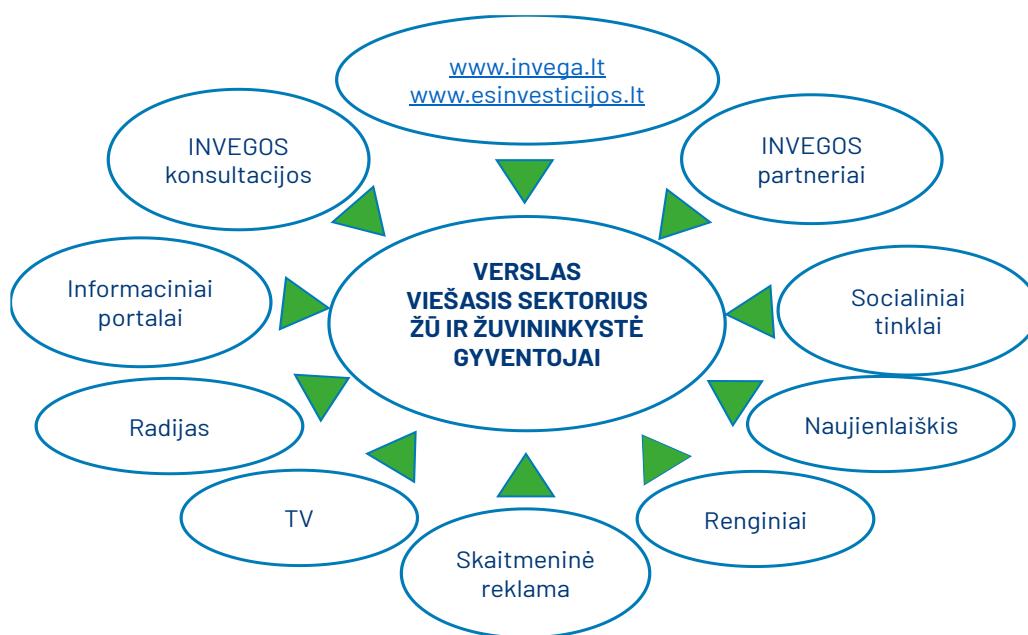 www.invega.lt
www.esinvesticijos.lt
INVEGOS
konsultacijos
INVEGOS
partneriai
Informaciniai
portalai
VERSLAS
VIEŠASIS SEKTORIUS
ŽŪ IR ŽUVININKYSTĖ
GYVENTOJAI
Socialiniai
tinklai
Radijas
Naujienlaiškis
TV
Renginiai
Skaitmeninė
reklama